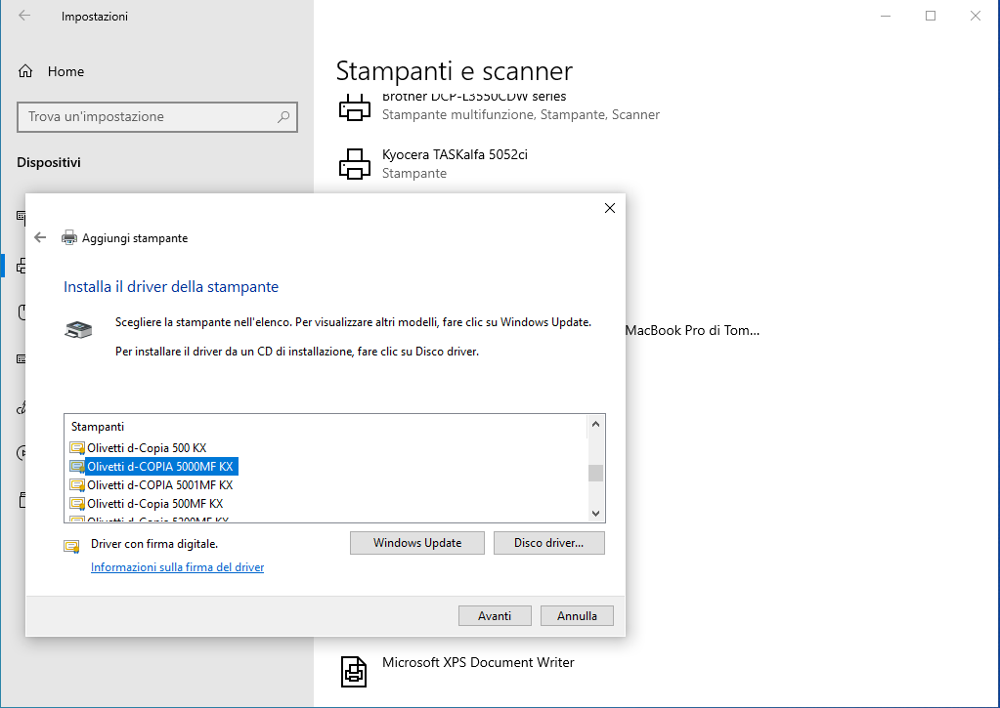 Impostazioni
Home
Trova un'impostazione
Dispositivi
Stampanti e scanner
Brother DCP-L3550CDW series
Stampante multifunzione, Stampante, Scanner
Kyocera TASKalfa 5052ci
Stampante
MacBook Pro di Tom...
Aggiungi stampante
Installa il driver della stampante
Scegliere la stampante nell'elenco. Per visualizzare altri modelli, fare clic su Windows Update.
Per installare il driver da un CD di installazione, fare clic su Disco driver.
Stampanti
Olivetti d-Copia 500 KX
Olivetti d-COPIA 5000MF KX
Olivetti d-COPIA 5001MF KX
Olivetti d-Copia 500MF KX
Olivetti d-Copia 5200MF KX
Driver con firma digitale.
Windows Update
Disco driver...
Informazioni sulla firma del driver
Avanti
Annulla
Microsoft XPS Document Writer